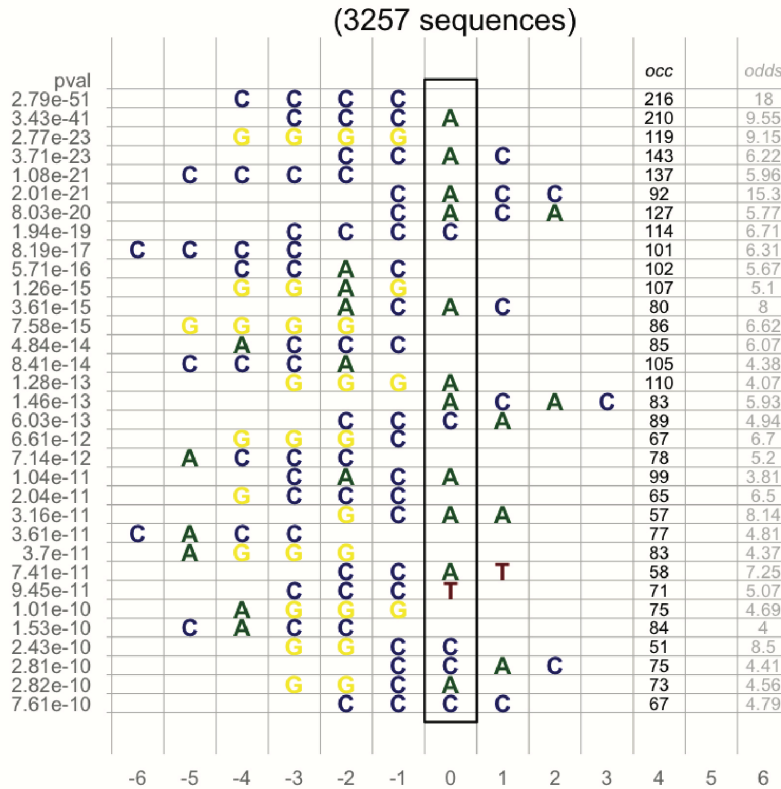 (3257 sequences)
pval occ odds
2.79e-51 C C C C 216 18
3.43e-41 C C C A 210 9.55
2.77e-23 G G G G 119 9.15
3.71e-23 C C A C 143 6.22
1.08e-21 C C C C 137 5.96
2.01e-21 C A C C 92 15.3
8.03e-20 C A C A 127 5.77
1.94e-19 C C C C 114 6.71
8.19e-17 C C C C 101 6.31
5.71e-16 C C A C 102 5.67
1.26e-15 G G A G 107 5.1
3.61e-15 A C A C 80 8
7.58e-15 G G G G 86 6.62
4.84e-14 A C C C 85 6.07
8.41e-14 C C C A 105 4.38
1.28e-13 G G G A 110 4.07
1.46e-13 A C A C 83 5.93
6.03e-13 C C C A 89 4.94
6.61e-12 G G G C 67 6.7
7.14e-12 A C C C 78 5.2
1.04e-11 C A C A 99 3.81
2.04e-11 G C C C 65 6.5
3.16e-11 G C A A 57 8.14
3.61e-11 C A C C 77 4.81
3.7e-11 A G G G 83 4.37
7.41e-11 C C A T 58 7.25
9.45e-11 C C C T 71 5.07
1.01e-10 A G G G 75 4.69
1.53e-10 C A C C 84 4
2.43e-10 G G C C 51 8.5
2.81e-10 C C A C 75 4.41
2.82e-10 G G C A 73 4.56
7.61e-10 C C C C 67 4.79
-6 -5 -4 -3 -2 -1 0 1 2 3 4 5 6